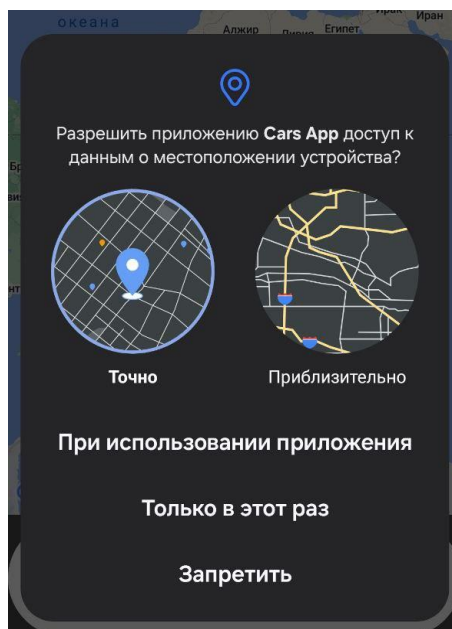 океана
Алжир
Египет
Иран
Разрешить приложению Cars App доступ к
данным о местоположении устройства?
Точно
Приблизительно
При использовании приложения
Только в этот раз
Запретить